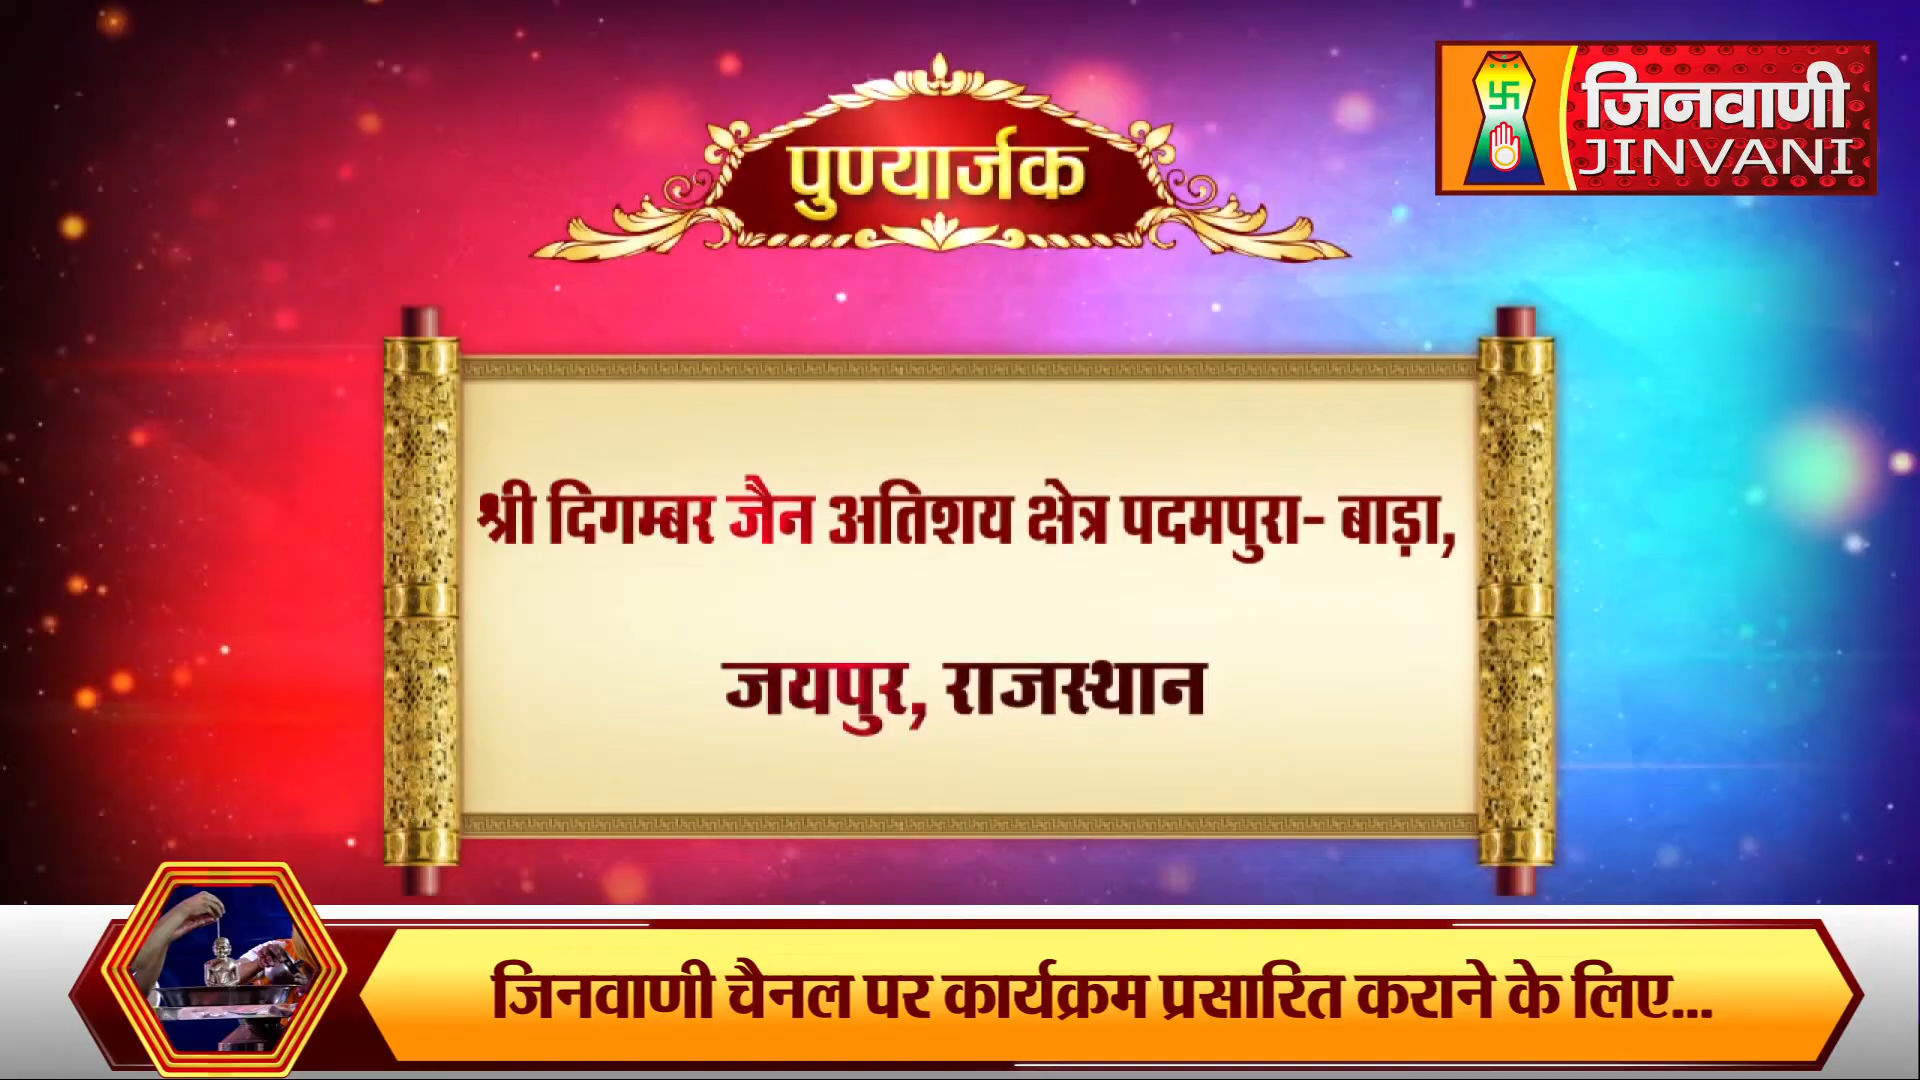 पुण्यार्जक
जिनवाणी
JINVANI
श्री दिगम्बर जैन अतिशय क्षेत्र पदमपुरा- बाड़ा,
जयपुर, राजस्थान
जिनवाणी चैनल पर कार्यक्रम प्रसारित कराने के लिए...